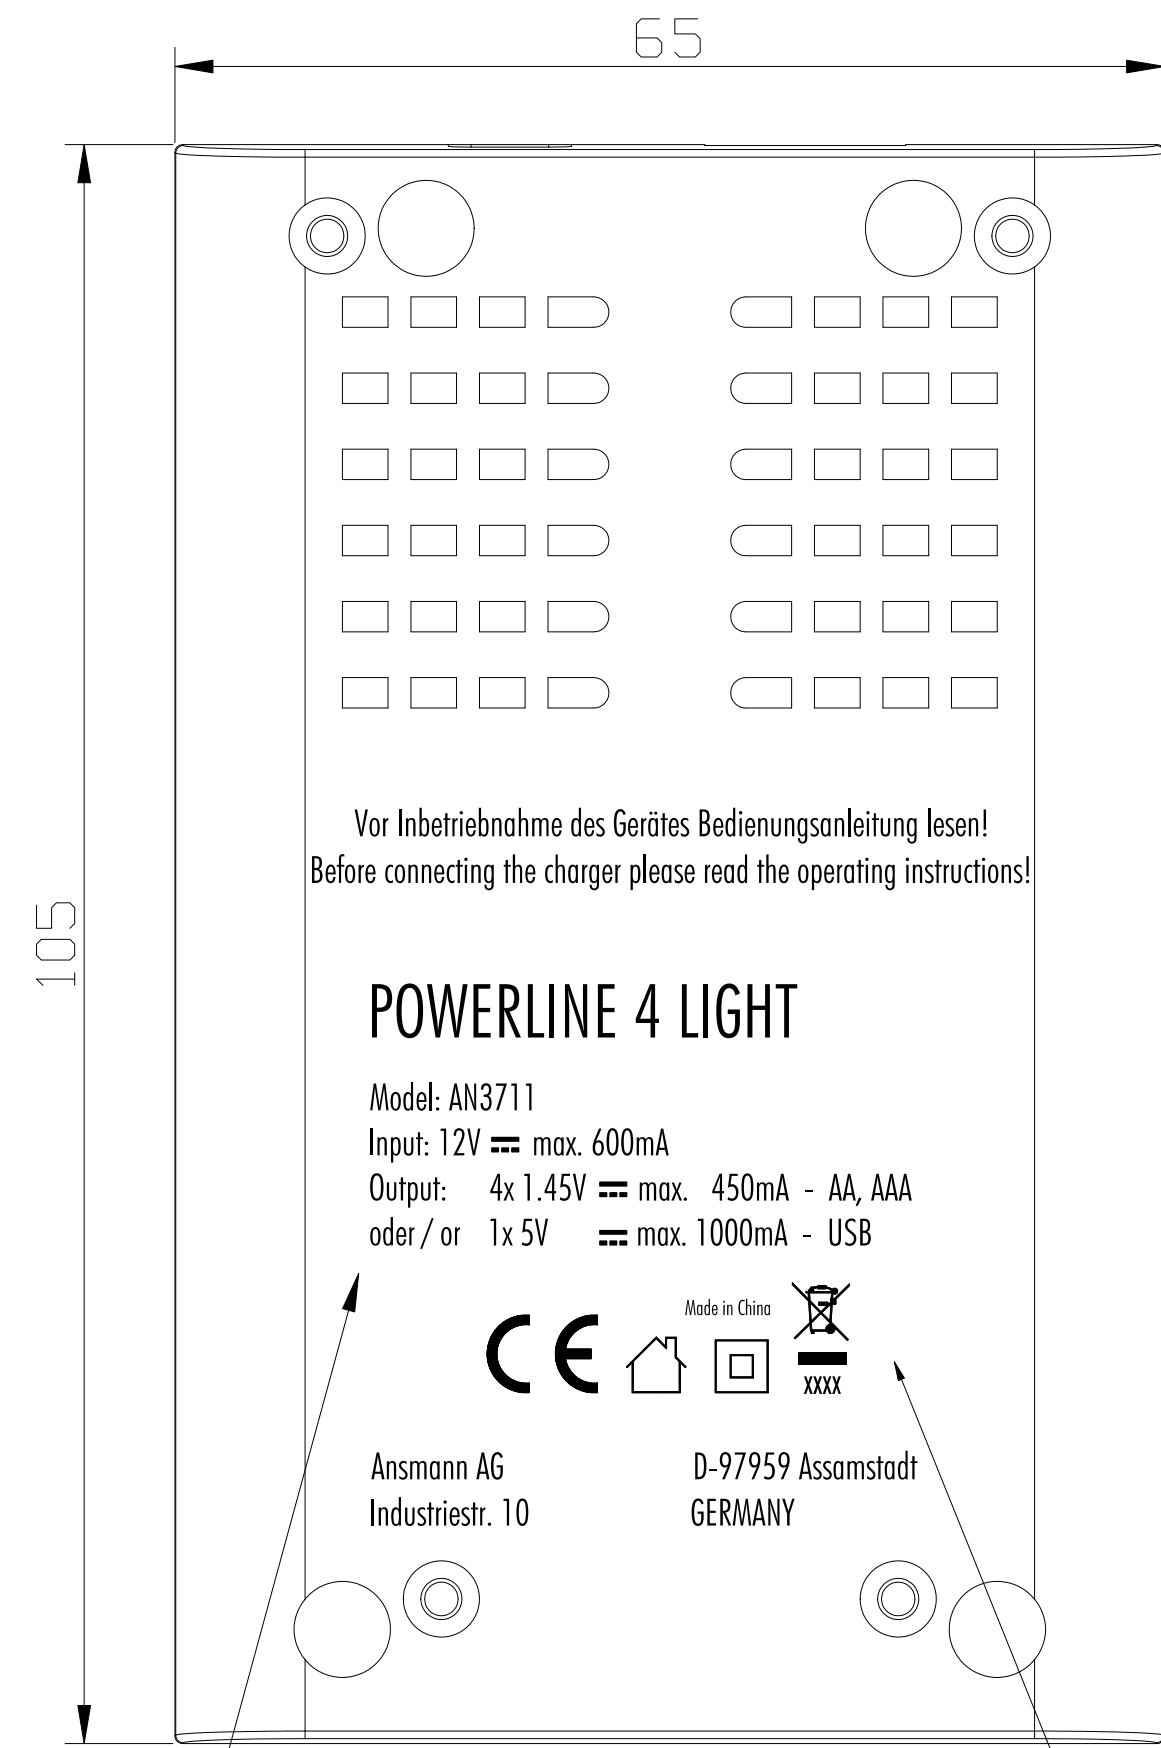 65
105
Vor Inbetriebnahme des Gerätes Bedienungsanleitung lesen!
Before connecting the charger please read the operating instructions!
POWERLINE 4 LIGHT
Model: AN3711
Input: 12V ⎓ max. 600mA
Output: 4x 1.45V ⎓ max. 450mA - AA, AAA
oder / or 1x 5V ⎓ max. 1000mA - USB
Made in China
CE
XXXX
Ansmann AG D-97959 Assamstadt
Industriestr. 10 GERMANY